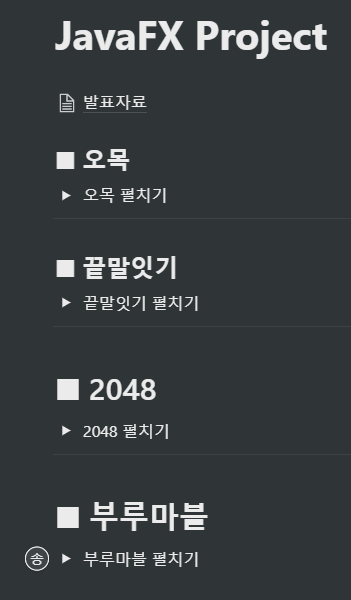 JavaFX Project
발표자료
■ 오목
▶ 오목 펼치기
■ 끝말잇기
▶ 끝말잇기 펼치기
■ 2048
▶ 2048 펼치기
■ 부루마블
송 ▶ 부루마블 펼치기